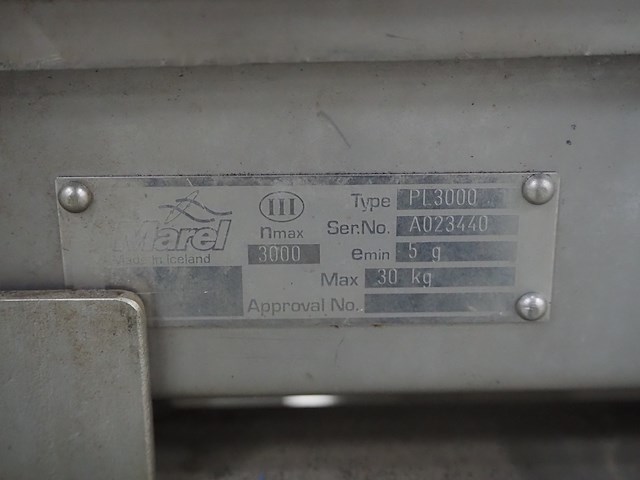 Marel
Made in Iceland
III
nmax
3000
Type PL3000
Ser.No. A023440
emin 5 g
Max 30 kg
Approval No.